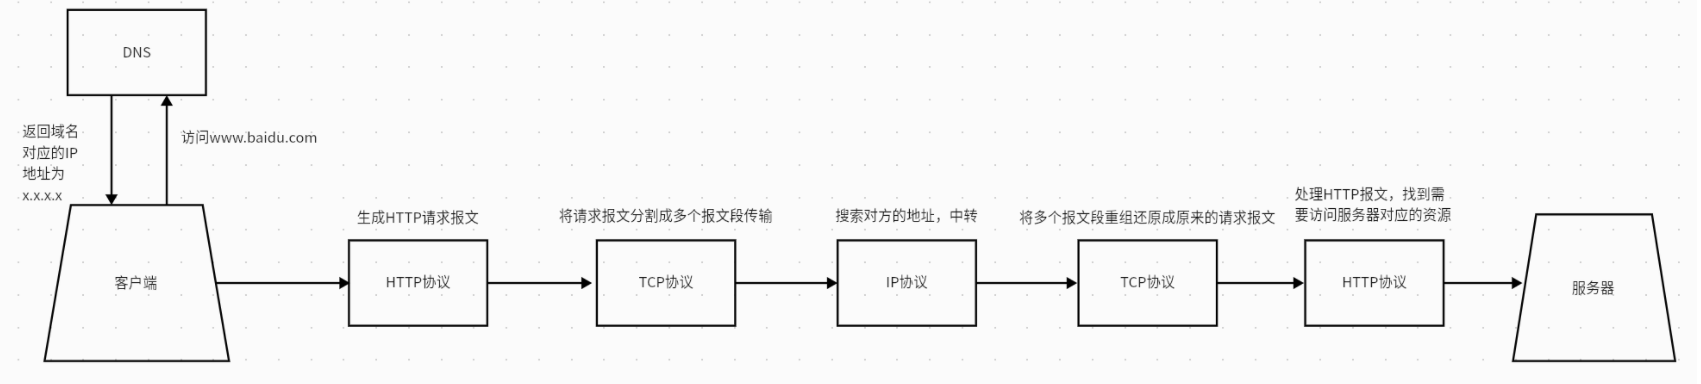 DNS
返回域名
对应的IP
地址为
x.x.x.x
访问www.baidu.com
生成HTTP请求报文
将请求报文分割成多个报文段传输
搜索对方的地址，中转
将多个报文段重组还原成原来的请求报文
处理HTTP报文，找到需
要访问服务器对应的资源
客户端
HTTP协议
TCP协议
IP协议
TCP协议
HTTP协议
服务器